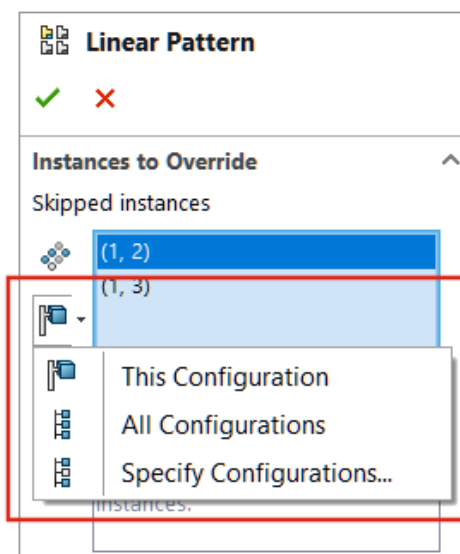 Linear Pattern
Instances to Override
Skipped instances
(1, 2)
(1, 3)
This Configuration
All Configurations
Specify Configurations...
instances.